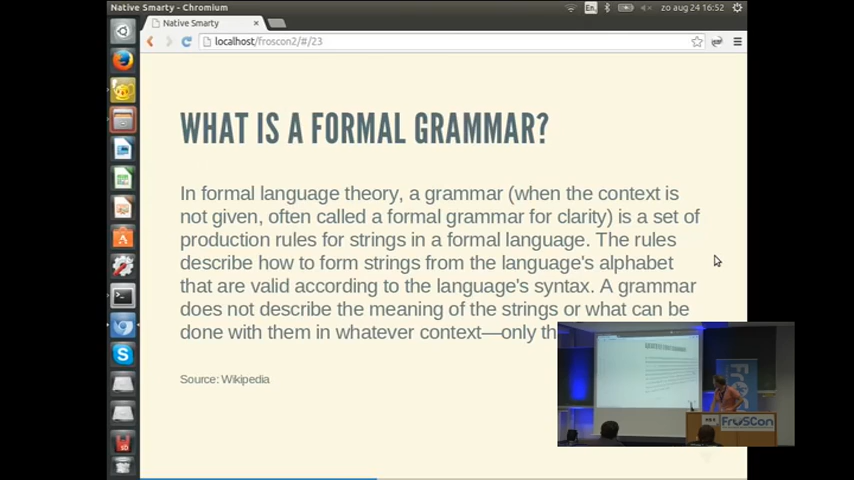 Native Smarty - Chromium
En
zo aug 24 16:52
Native Smarty
localhost/froscon2/#/23
WHAT IS A FORMAL GRAMMAR?
In formal language theory, a grammar (when the context is
not given, often called a formal grammar for clarity) is a set of
production rules for strings in a formal language. The rules
describe how to form strings from the language's alphabet
that are valid according to the language's syntax. A grammar
does not describe the meaning of the strings or what can be
done with them in whatever context—only
Source: Wikipedia
FrOSCon